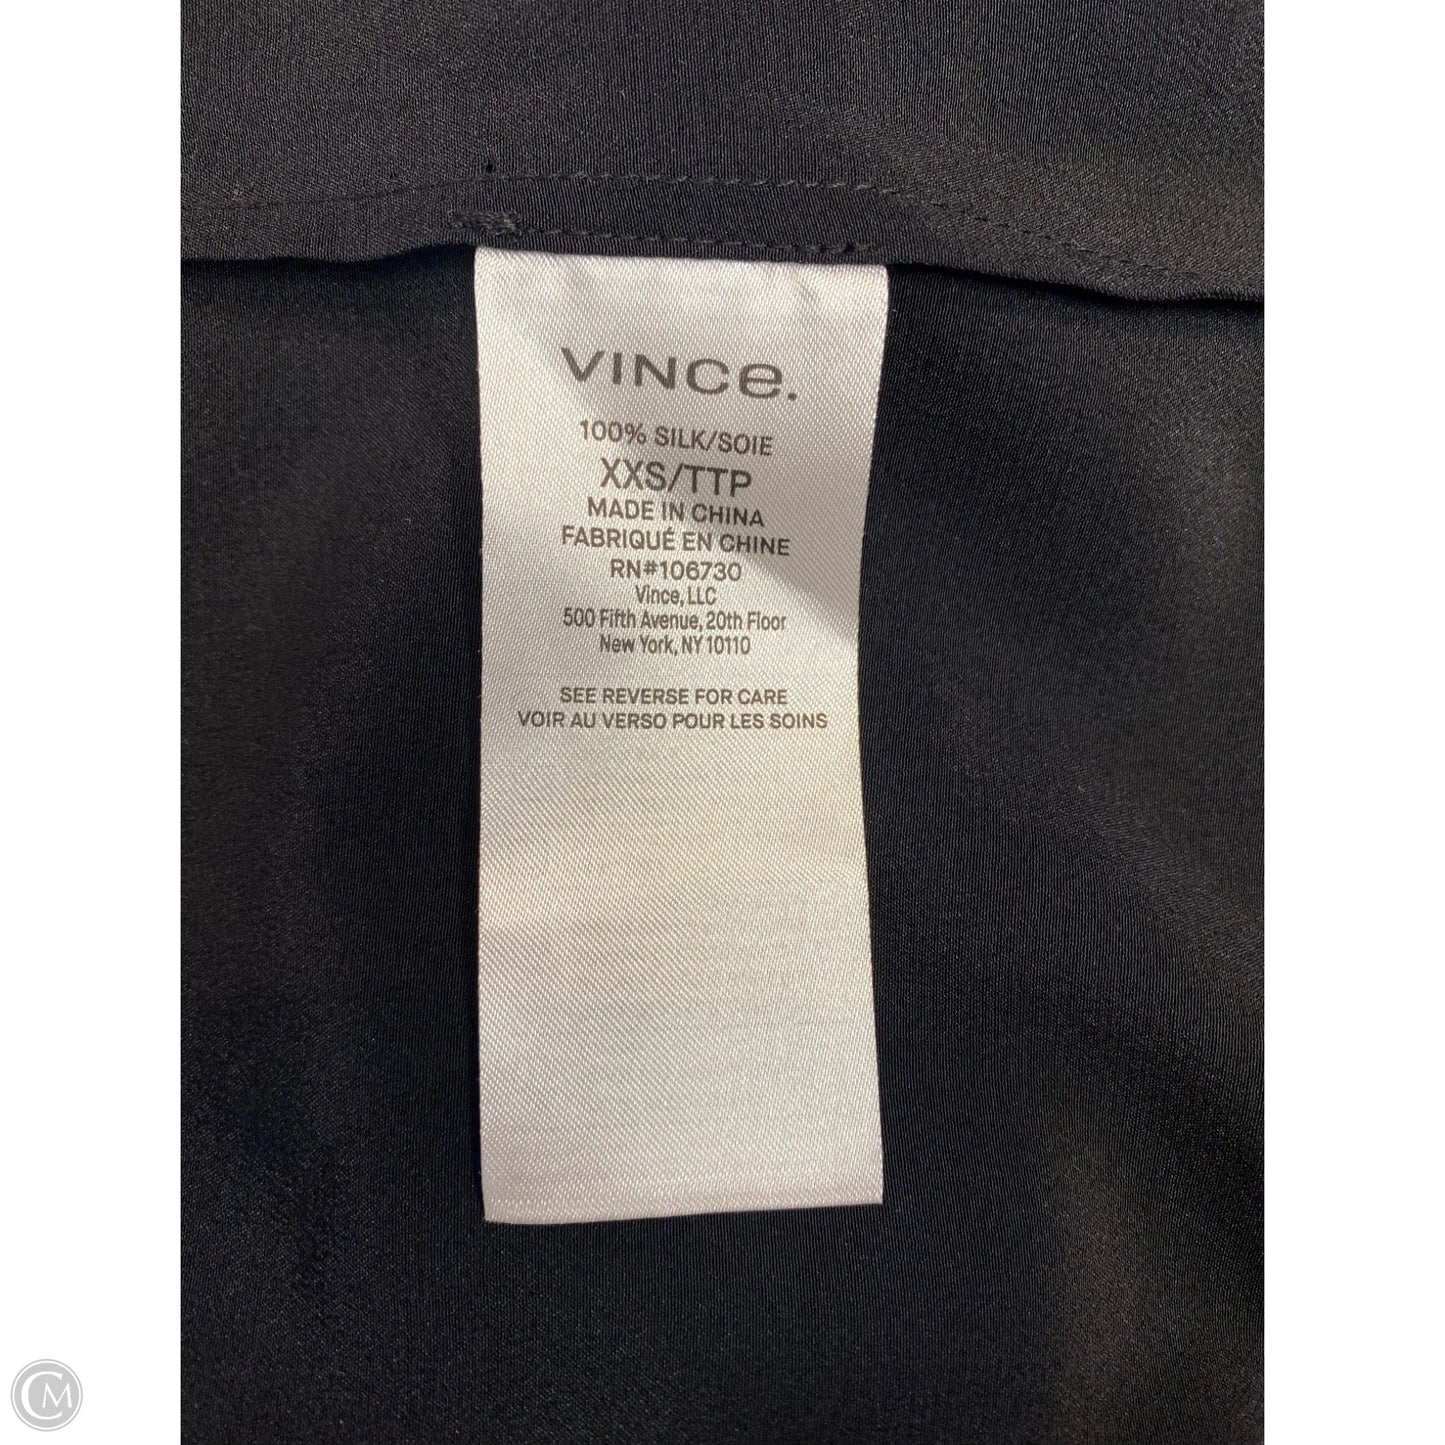 VINCe.
100% SILK/SOIE
XXS/TTP
MADE IN CHINA
FABRIQUÉ EN CHINE
RN#106730
Vince, LLC
500 Fifth Avenue, 20th Floor
New York, NY 10110
SEE REVERSE FOR CARE
VOIR AU VERSO POUR LES SOINS
CM